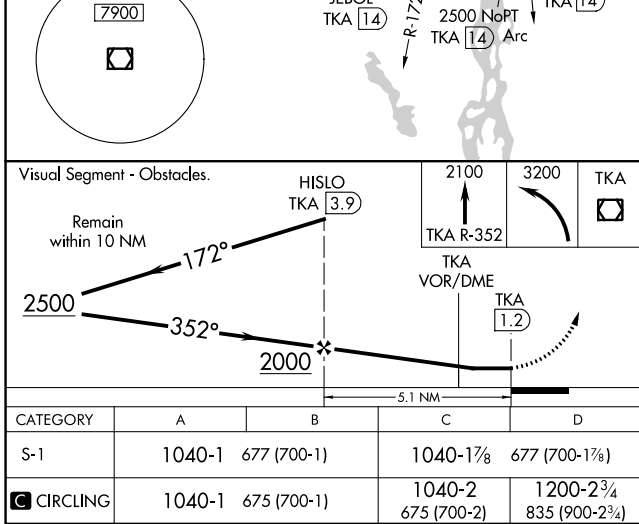 7900
TKA 14
R-172
2500 NoPT
TKA 14 Arc
TKA 14
Visual Segment - Obstacles.
Remain
within 10 NM
HISLO
TKA 3.9
172°
2500
352°
2000
2100
TKA R-352
3200
TKA
TKA
VOR/DME
TKA
1.2
5.1 NM
CATEGORY A B C D
S-1 1040-1 677 (700-1) 1040-1⅞ 677 (700-1⅞)
C CIRCLING 1040-1 675 (700-1) 1040-2 675 (700-2) 1200-2¾ 835 (900-2¾)